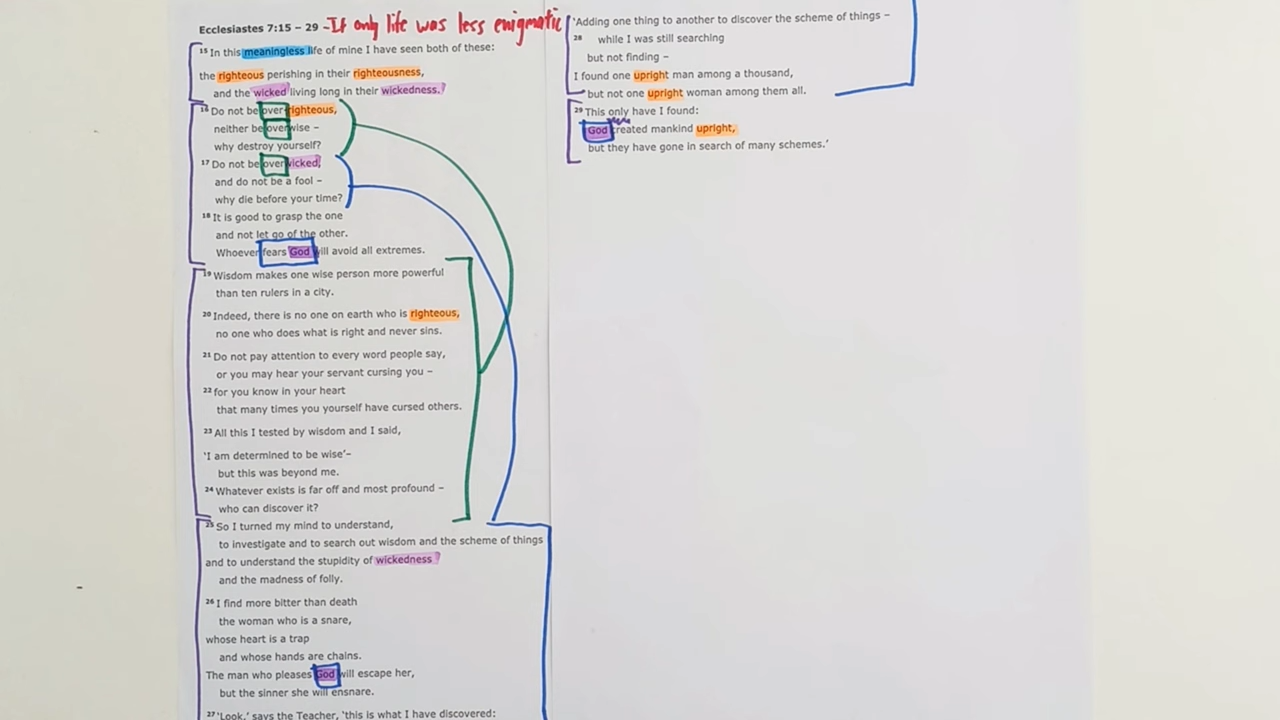 Ecclesiastes 7:15 – 29 - If only life was less enigmatic
15 In this meaningless life of mine I have seen both of these:
the righteous perishing in their righteousness,
and the wicked living long in their wickedness.
16 Do not be over righteous,
neither be over wise –
why destroy yourself?
17 Do not be over wicked,
and do not be a fool –
why die before your time?
18 It is good to grasp the one
and not let go of the other.
Whoever fears God will avoid all extremes.
19 Wisdom makes one wise person more powerful
than ten rulers in a city.
20 Indeed, there is no one on earth who is righteous,
no one who does what is right and never sins.
21 Do not pay attention to every word people say,
or you may hear your servant cursing you –
22 for you know in your heart
that many times you yourself have cursed others.
23 All this I tested by wisdom and I said,
‘I am determined to be wise’–
but this was beyond me.
24 Whatever exists is far off and most profound –
who can discover it?
25 So I turned my mind to understand,
to investigate and to search out wisdom and the scheme of things
and to understand the stupidity of wickedness
and the madness of folly.
26 I find more bitter than death
the woman who is a snare,
whose heart is a trap
and whose hands are chains.
The man who pleases God will escape her,
but the sinner she will ensnare.
27 ‘Look,’ says the Teacher, ‘this is what I have discovered:
‘Adding one thing to another to discover the scheme of things –
28 while I was still searching
but not finding –
I found one upright man among a thousand,
but not one upright woman among them all.
29 This only have I found:
God created mankind upright,
but they have gone in search of many schemes.’